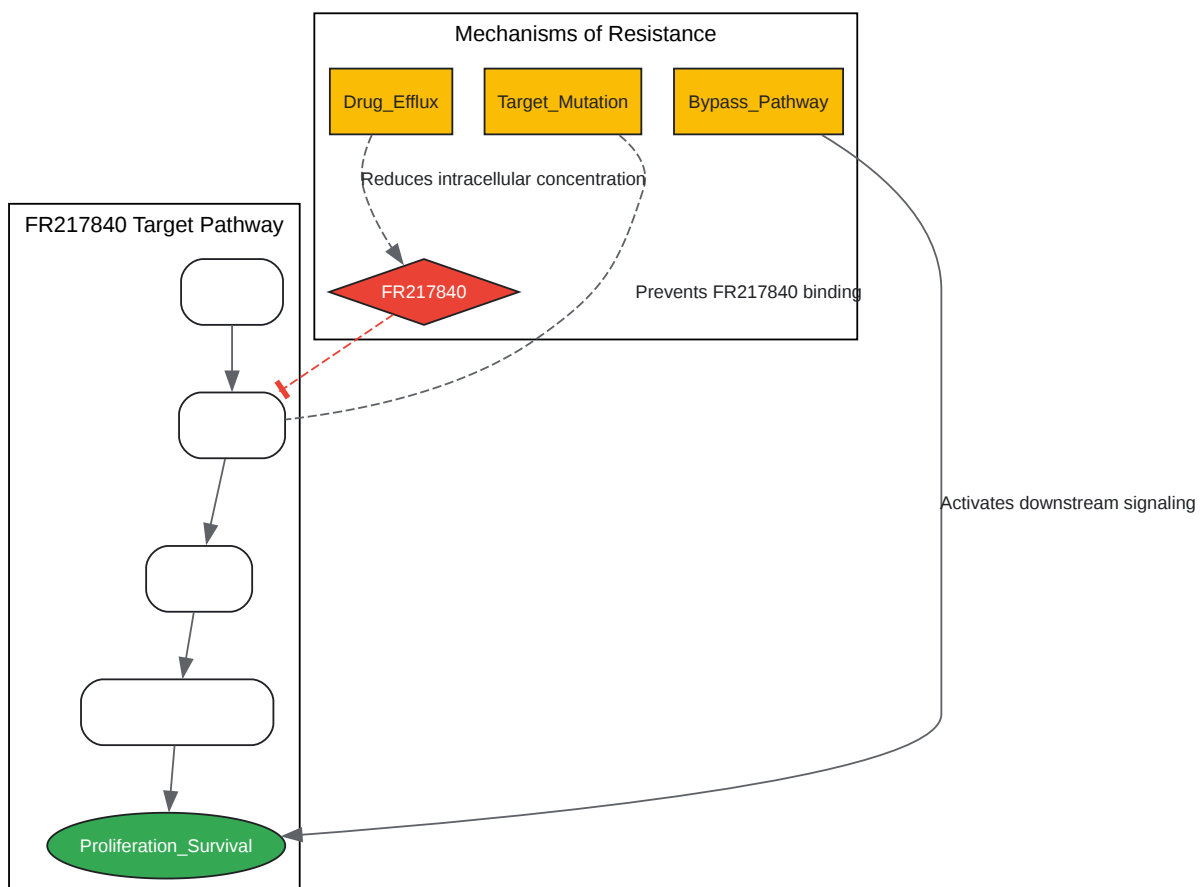 Mechanisms of Resistance
Drug_Efflux
Target_Mutation
Bypass_Pathway
Reduces intracellular concentration
FR217840 Target Pathway
FR217840
Prevents FR217840 binding
Activates downstream signaling
Proliferation_Survival